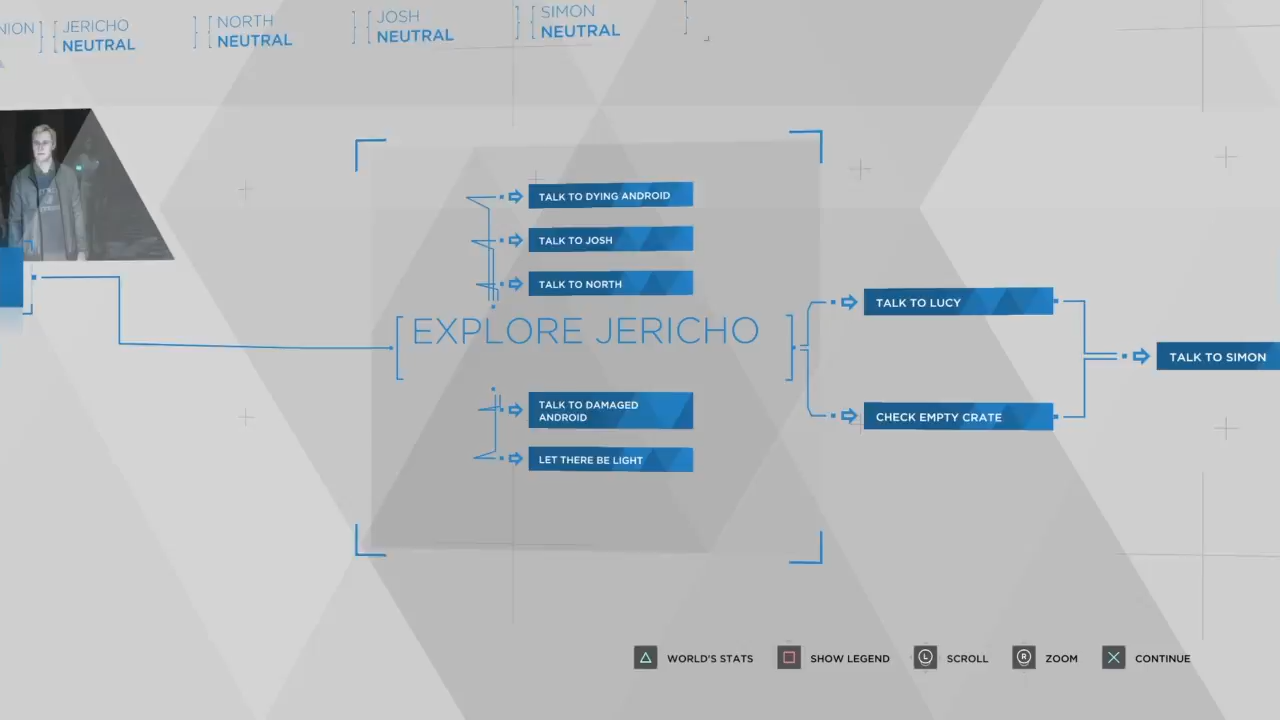 NION
JERICHO
NEUTRAL
NORTH
NEUTRAL
JOSH
NEUTRAL
SIMON
NEUTRAL
TALK TO DYING ANDROID
TALK TO JOSH
TALK TO NORTH
EXPLORE JERICHO
TALK TO DAMAGED
ANDROID
LET THERE BE LIGHT
TALK TO LUCY
CHECK EMPTY CRATE
TALK TO SIMON
WORLD'S STATS
SHOW LEGEND
L
SCROLL
R
ZOOM
CONTINUE